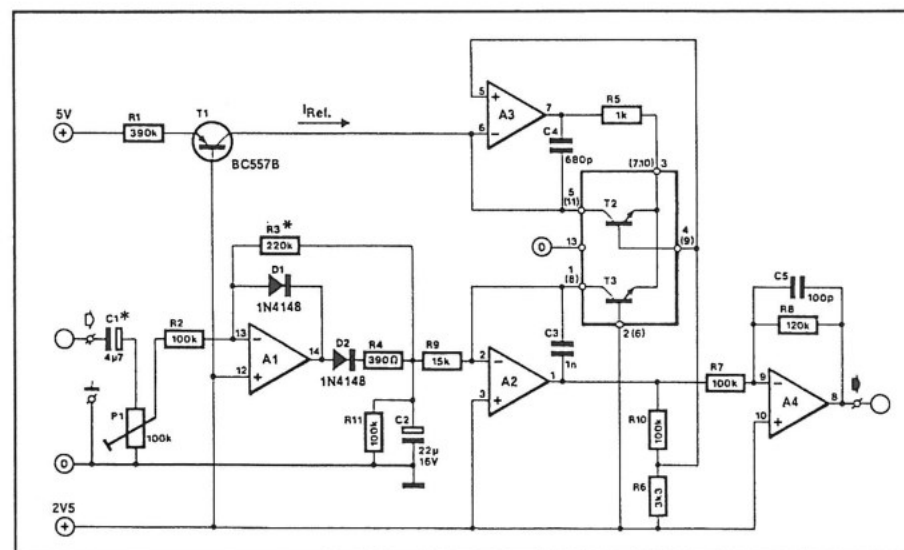 5V
R1
390k
T1
BC557B
IRef.
5
+
6
-
A3
7
R5
1k
C4
680p
(7,10)
3
5
(11)
T2
4
(9)
0
13
1
(8)
T3
2 (6)
R3*
220k
D1
1N4148
C1*
4µ7
R2
100k
13
-
12
+
A1
14
D2
1N4148
R4
390Ω
R9
15k
2
-
3
+
A2
1
C3
1n
R7
100k
C5
100p
R8
120k
9
-
10
+
A4
8
P1
100k
R11
100k
C2
22µ
16V
R10
100k
R6
3k3
0
2V5
+
+